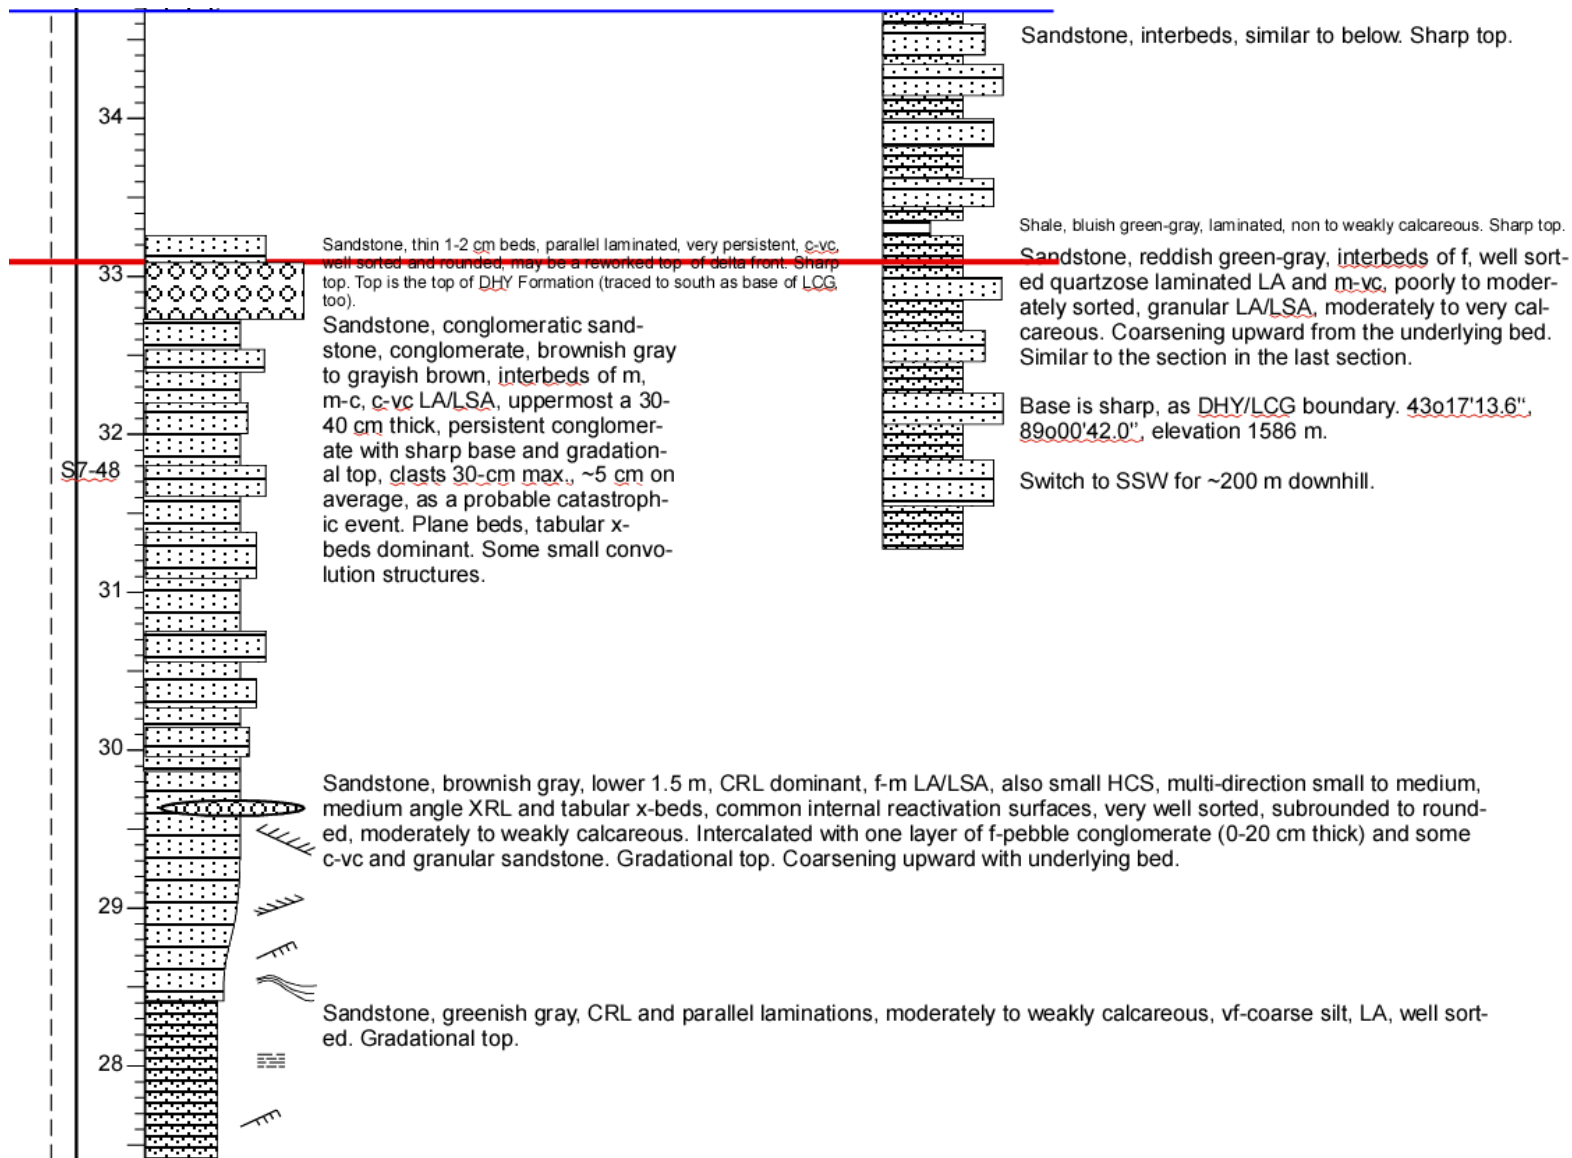 Sandstone, interbeds, similar to below. Sharp top.
34
Shale, bluish green-gray, laminated, non to weakly calcareous. Sharp top.
Sandstone, thin 1-2 cm beds, parallel laminated, very persistent, c-vc,
well sorted and rounded, may be a reworked top of delta front. Sharp
top. Top is the top of DHY Formation (traced to south as base of LCG,
too).
33
Sandstone, reddish green-gray, interbeds of f, well sort-
ed quartzose laminated LA and m-vc, poorly to moder-
ately sorted, granular LA/LSA, moderately to very cal-
careous. Coarsening upward from the underlying bed.
Similar to the section in the last section.
Base is sharp, as DHY/LCG boundary. 43o17'13.6",
89o00'42.0", elevation 1586 m.
Switch to SSW for ~200 m downhill.
Sandstone, conglomeratic sand-
stone, conglomerate, brownish gray
to grayish brown, interbeds of m,
m-c, c-vc LA/LSA, uppermost a 30-
40 cm thick, persistent conglomer-
ate with sharp base and gradation-
al top, clasts 30-cm max., ~5 cm on
average, as a probable catastroph-
ic event. Plane beds, tabular x-
beds dominant. Some small convo-
lution structures.
32
S7-48
31
30
Sandstone, brownish gray, lower 1.5 m, CRL dominant, f-m LA/LSA, also small HCS, multi-direction small to medium,
medium angle XRL and tabular x-beds, common internal reactivation surfaces, very well sorted, subrounded to round-
ed, moderately to weakly calcareous. Intercalated with one layer of f-pebble conglomerate (0-20 cm thick) and some
c-vc and granular sandstone. Gradational top. Coarsening upward with underlying bed.
29
Sandstone, greenish gray, CRL and parallel laminations, moderately to weakly calcareous, vf-coarse silt, LA, well sort-
ed. Gradational top.
28